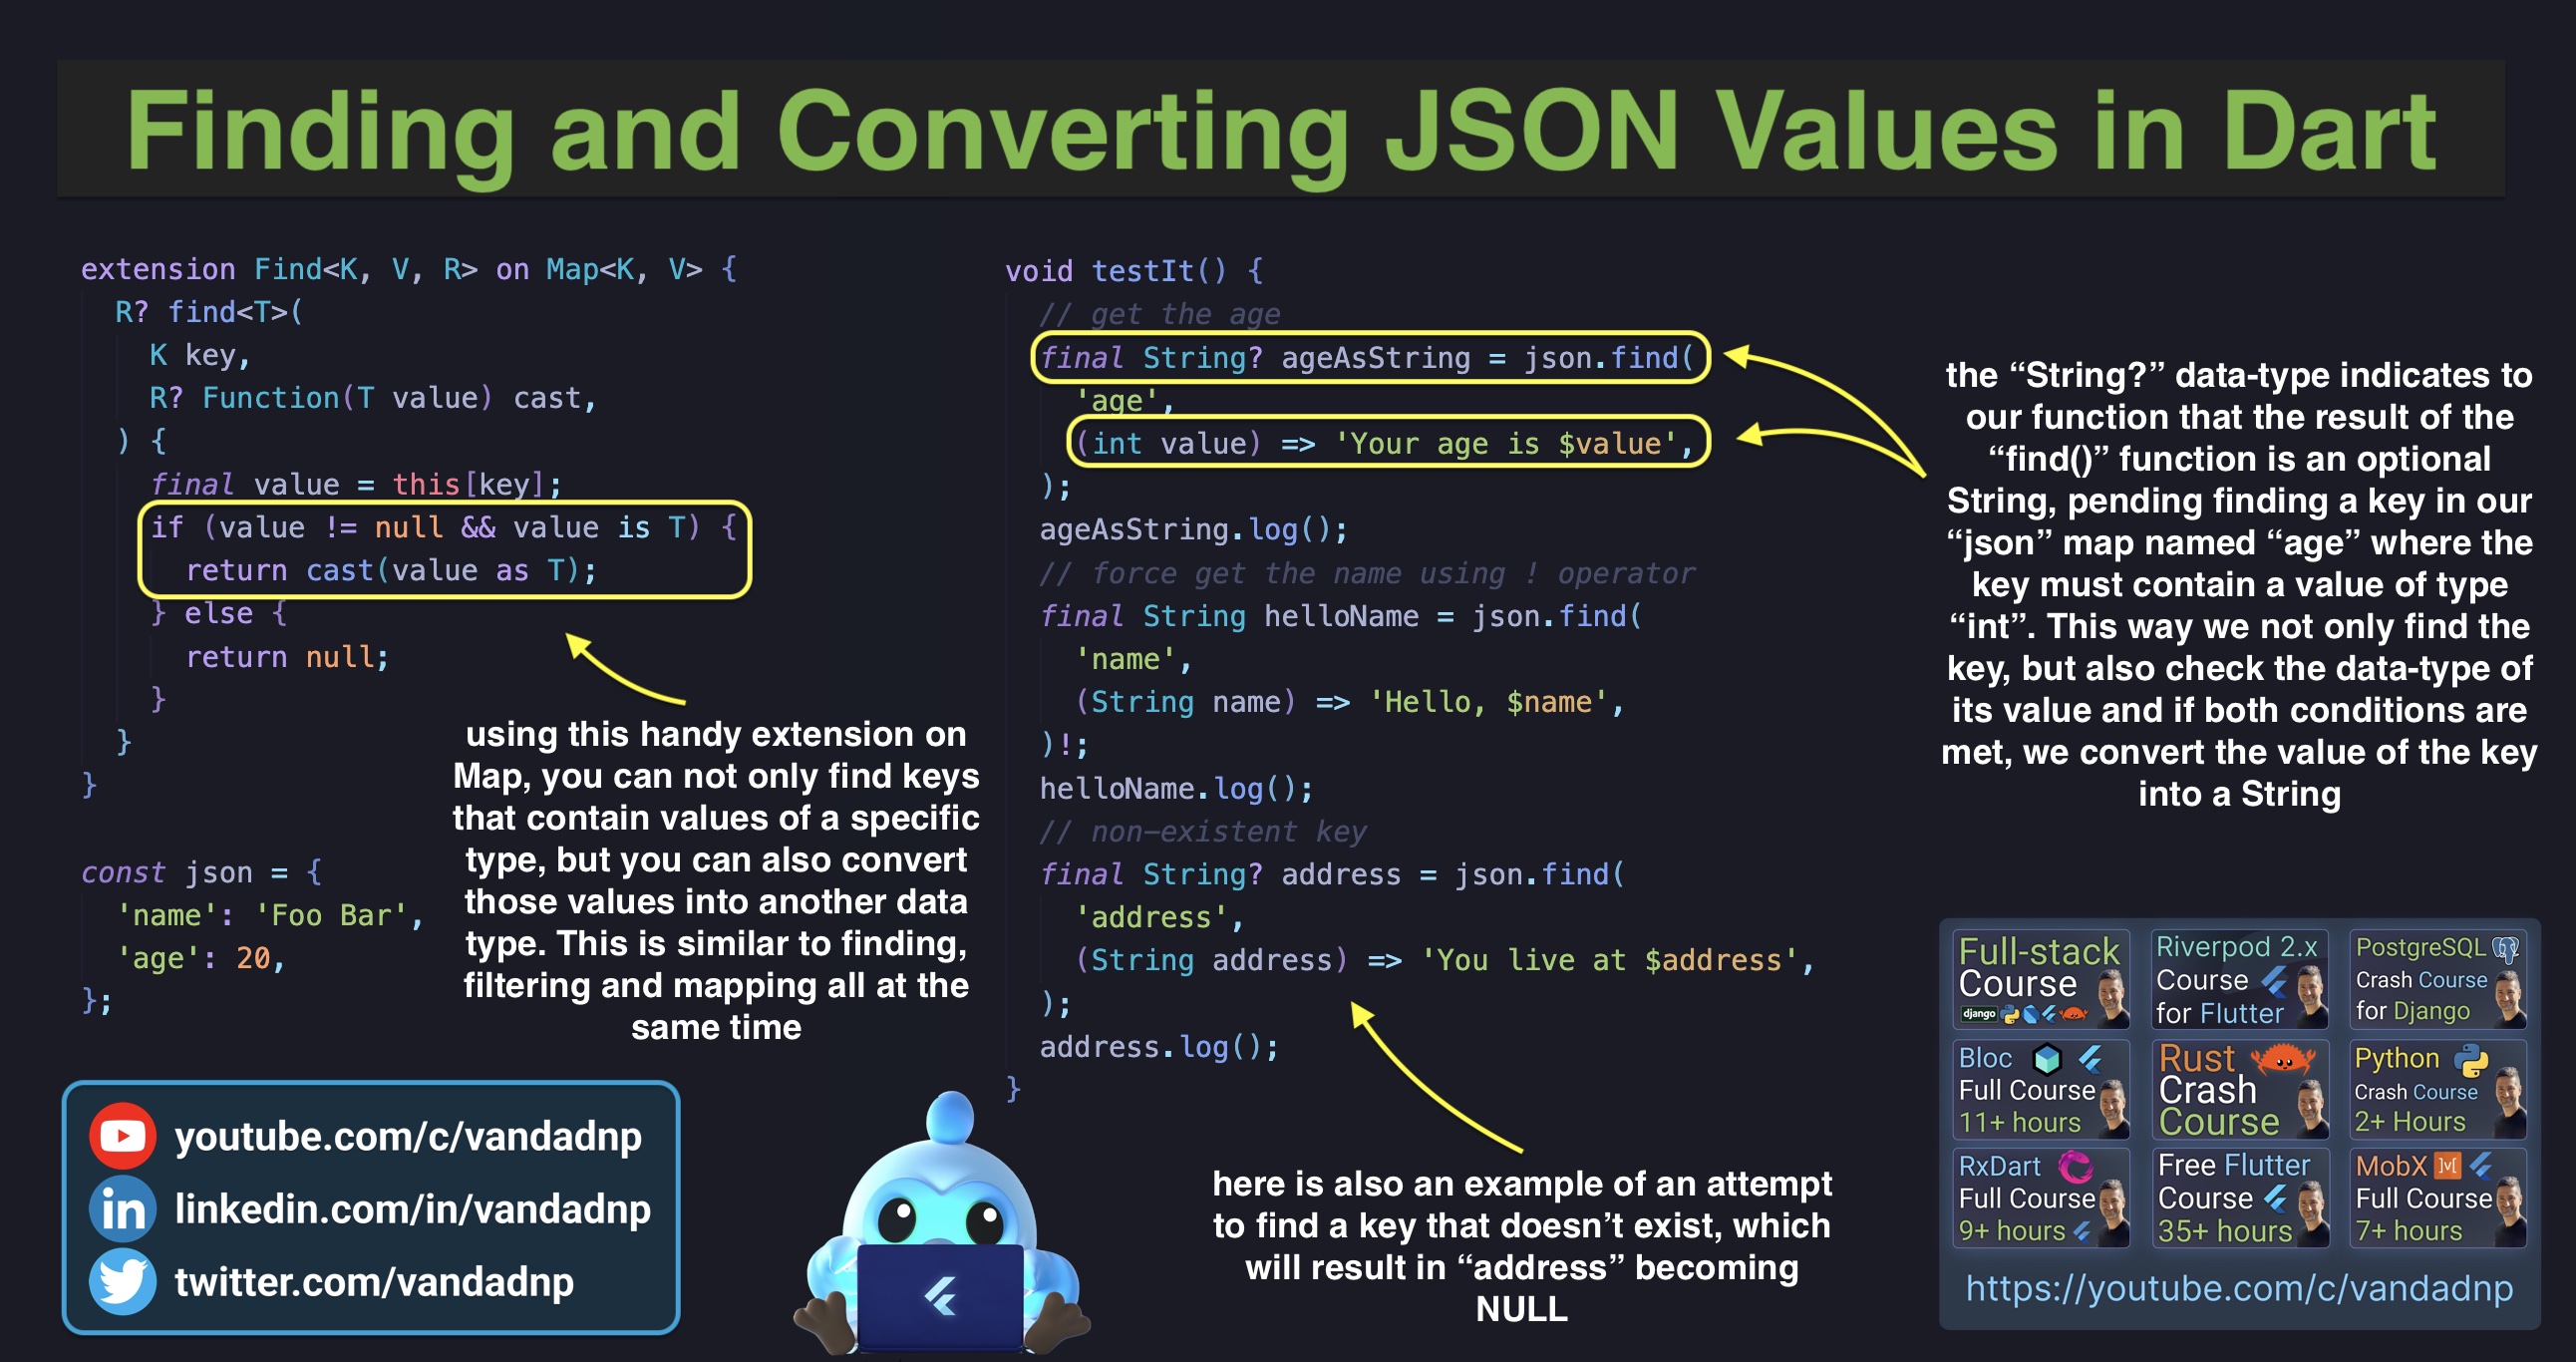 Finding and Converting JSON Values in Dart
extension Find<K, V, R> on Map<K, V> {
R? find<T>(
K key,
R? Function(T value) cast,
) {
final value = this[key];
if (value != null && value is T) {
return cast(value as T);
} else {
return null;
}
}
}
using this handy extension on
Map, you can not only find keys
that contain values of a specific
type, but you can also convert
those values into another data
type. This is similar to finding,
filtering and mapping all at the
same time
const json = {
'name': 'Foo Bar',
'age': 20,
};
void testIt() {
// get the age
final String? ageAsString = json.find(
'age',
(int value) => 'Your age is $value',
);
ageAsString.log();
// force get the name using ! operator
final String helloName = json.find(
'name',
(String name) => 'Hello, $name',
)!;
helloName.log();
// non-existent key
final String? address = json.find(
'address',
(String address) => 'You live at $address',
);
address.log();
}
the “String?” data-type indicates to
our function that the result of the
“find()” function is an optional
String, pending finding a key in our
“json” map named “age” where the
key must contain a value of type
“int”. This way we not only find the
key, but also check the data-type of
its value and if both conditions are
met, we convert the value of the key
into a String
here is also an example of an attempt
to find a key that doesn’t exist, which
will result in “address” becoming
NULL
youtube.com/c/vandadnp
in linkedin.com/in/vandadnp
twitter.com/vandadnp
Full-stack
Course
django
Riverpod 2.x
Course
for Flutter
PostgreSQL
Crash Course
for Django
Bloc
Full Course
11+ hours
Rust
Crash
Course
Python
Crash Course
2+ Hours
RxDart
Full Course
9+ hours
Free Flutter
Course
35+ hours
MobX ]v[
Full Course
7+ hours
https://youtube.com/c/vandadnp